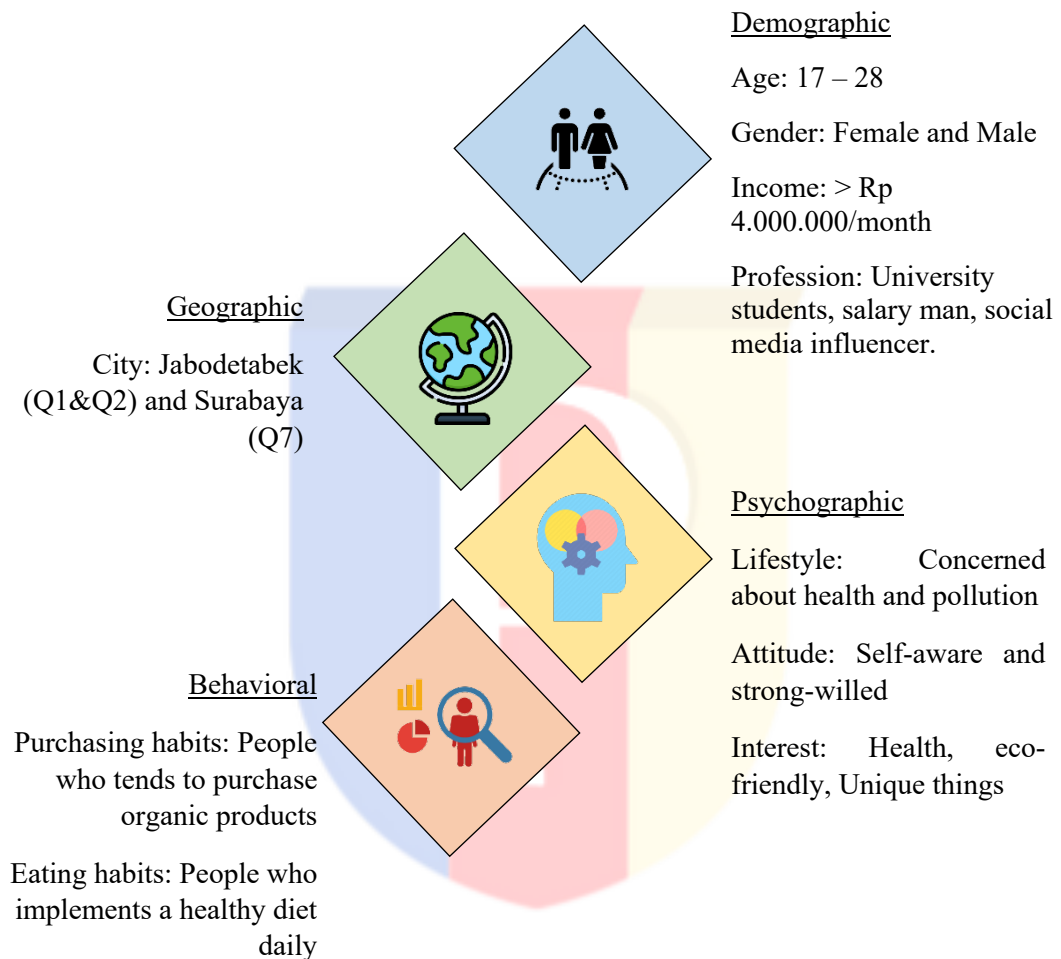 Demographic
Age: 17 – 28
Gender: Female and Male
Income: > Rp
4.000.000/month
Profession: University
students, salary man, social
media influencer.
Geographic
City: Jabodetabek
(Q1&Q2) and Surabaya
(Q7)
Psychographic
Lifestyle: Concerned
about health and pollution
Attitude: Self-aware and
strong-willed
Interest: Health, eco-
friendly, Unique things
Behavioral
Purchasing habits: People
who tends to purchase
organic products
Eating habits: People who
implements a healthy diet
daily